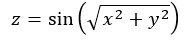 z = sin(√(x² + y²))